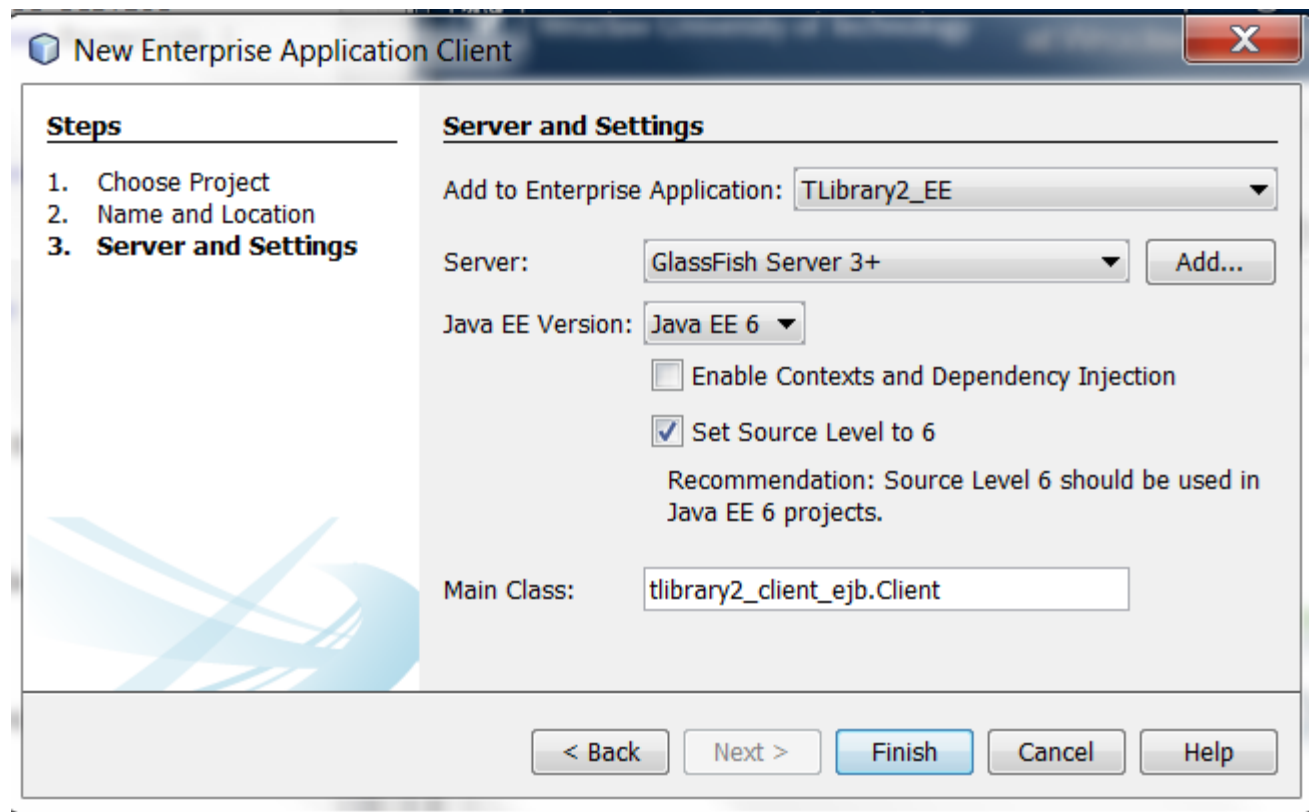 New Enterprise Application Client
Steps
1. Choose Project
2. Name and Location
3. Server and Settings
Server and Settings
Add to Enterprise Application: TLibrary2_EE
Server: GlassFish Server 3+ Add...
Java EE Version: Java EE 6
Enable Contexts and Dependency Injection
Set Source Level to 6
Recommendation: Source Level 6 should be used in
Java EE 6 projects.
Main Class: tlibrary2_client_ejb.Client
< Back Next > Finish Cancel Help